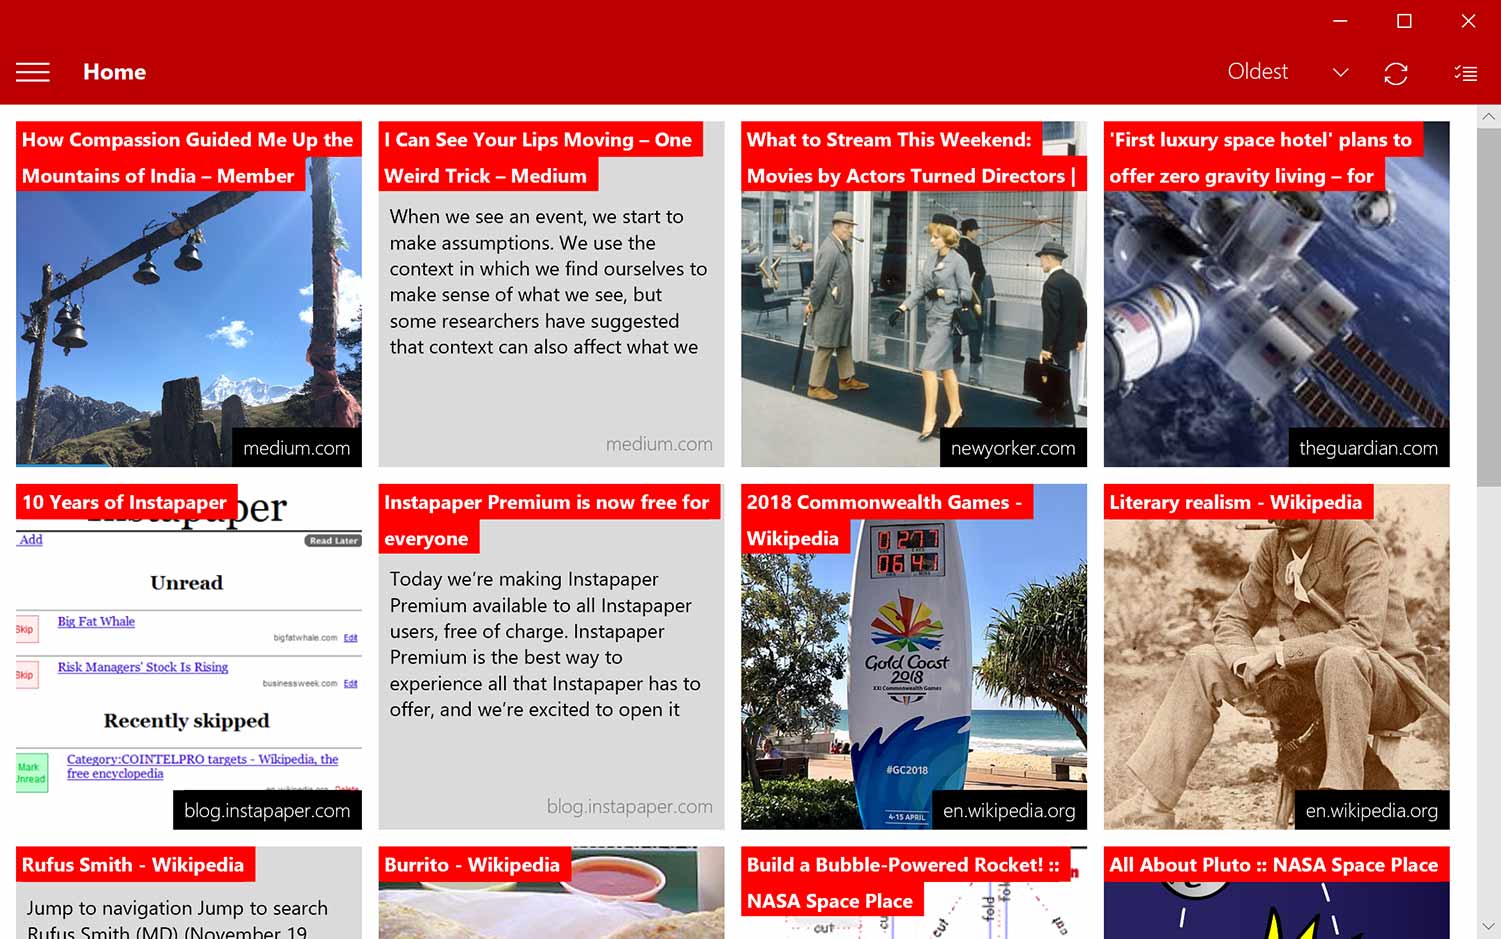 Home
Oldest
How Compassion Guided Me Up the
Mountains of India – Member
medium.com
I Can See Your Lips Moving – One
Weird Trick – Medium
When we see an event, we start to
make assumptions. We use the
context in which we find ourselves to
make sense of what we see, but
some researchers have suggested
that context can also affect what we
medium.com
What to Stream This Weekend:
Movies by Actors Turned Directors |
newyorker.com
'First luxury space hotel' plans to
offer zero gravity living – for
theguardian.com
10 Years of Instapaper
Add
Read Later
Unread
Skip
Big Fat Whale
bigfatwhale.com Edit
Skip
Risk Managers' Stock Is Rising
businessweek.com Edit
Recently skipped
Mark
Unread
Category:COINTELPRO targets - Wikipedia, the
free encyclopedia
blog.instapaper.com
Instapaper Premium is now free for
everyone
Today we're making Instapaper
Premium available to all Instapaper
users, free of charge. Instapaper
Premium is the best way to
experience all that Instapaper has to
offer, and we're excited to open it
blog.instapaper.com
2018 Commonwealth Games -
Wikipedia
0277
0641
Gold Coast
2018
XXI Commonwealth Games
#GC2018
4-15 APRIL
en.wikipedia.org
Literary realism - Wikipedia
en.wikipedia.org
Rufus Smith - Wikipedia
Jump to navigation Jump to search
Rufus Smith (MD) (November 19,
Burrito - Wikipedia
Build a Bubble-Powered Rocket! ::
NASA Space Place
cut
cut
fold
fold
cut
cut
All About Pluto :: NASA Space Place